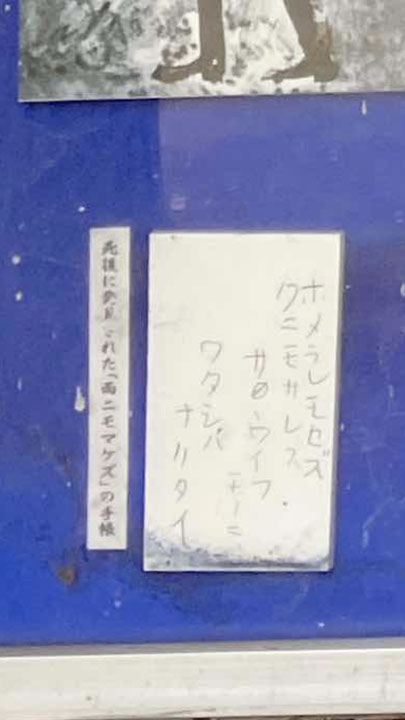 ホメラレモセズ
クニモサレズ
サウイフ
モノニ
ワタシハ
ナリタイ
死後に発見された「雨ニモマケズ」の手帳